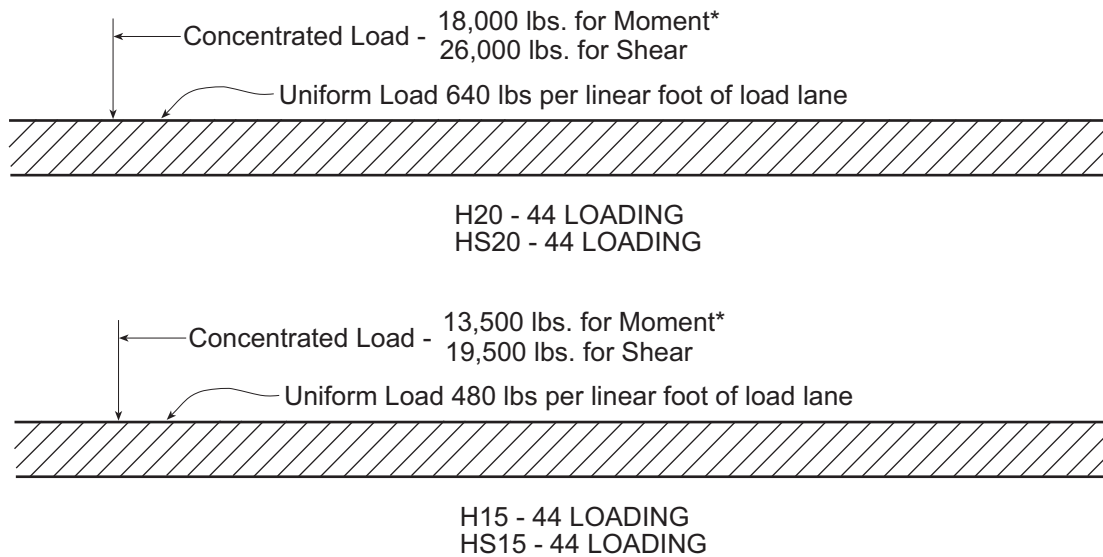 Concentrated Load - 18,000 lbs. for Moment*
26,000 lbs. for Shear
Uniform Load 640 lbs per linear foot of load lane
H20 - 44 LOADING
HS20 - 44 LOADING
Concentrated Load - 13,500 lbs. for Moment*
19,500 lbs. for Shear
Uniform Load 480 lbs per linear foot of load lane
H15 - 44 LOADING
HS15 - 44 LOADING